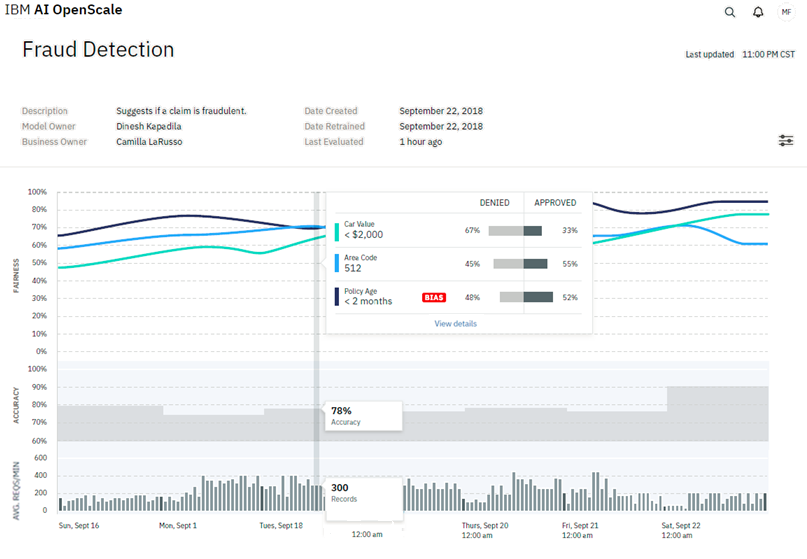 IBM AI OpenScale
MF
Fraud Detection
Last updated 11:00 PM CST
Description Suggests if a claim is fraudulent. Date Created September 22, 2018
Model Owner Dinesh Kapadila Date Retrained September 22, 2018
Business Owner Camilla LaRusso Last Evaluated 1 hour ago
FAIRNESS
100%
90%
80%
70%
60%
50%
40%
30%
20%
10%
0%
DENIED APPROVED
Car Value
< $2,000 67% 33%
Area Code
512 45% 55%
Policy Age
< 2 months BIAS 48% 52%
View details
ACCURACY
100%
90%
80%
70%
60%
78%
Accuracy
AVG. REQS/MIN
600
400
200
0
300
Records
Sun, Sept 16 Mon, Sept 1 Tues, Sept 18 Thurs, Sept 20 Fri, Sept 21 Sat, Sept 22
12:00 am 12:00 am 12:00 am 12:00 am